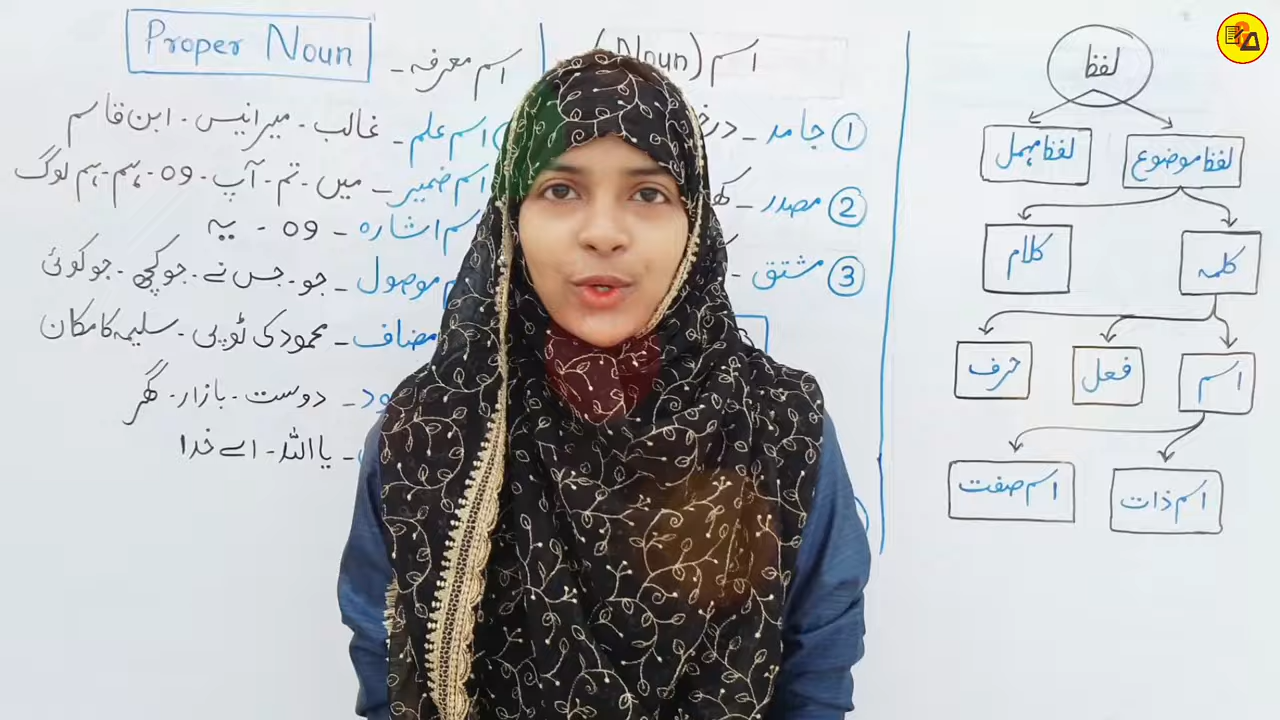 لفظ
لفظ موضوع
لفظ مہمل
کلمہ
کلام
اسم
فعل
حرف
اسم ذات
اسم صفت
اسم (Noun)
① جامد -
② مصدر -
③ مشتق -
Proper Noun
اسم معرفہ -
اسم علم - غالب - میر انیس - ابن قاسم
اسم ضمیر - میں - تم - آپ - وہ - ہم - ہم لوگ
اسم اشارہ - وہ - یہ
موصول - جو - جس نے - جو کچھ - جو کوئی
مضاف - محمود کی ٹوپی - سلیمہ کا مکان
دوست - بازار - گھر
یا اللہ - اے خدا